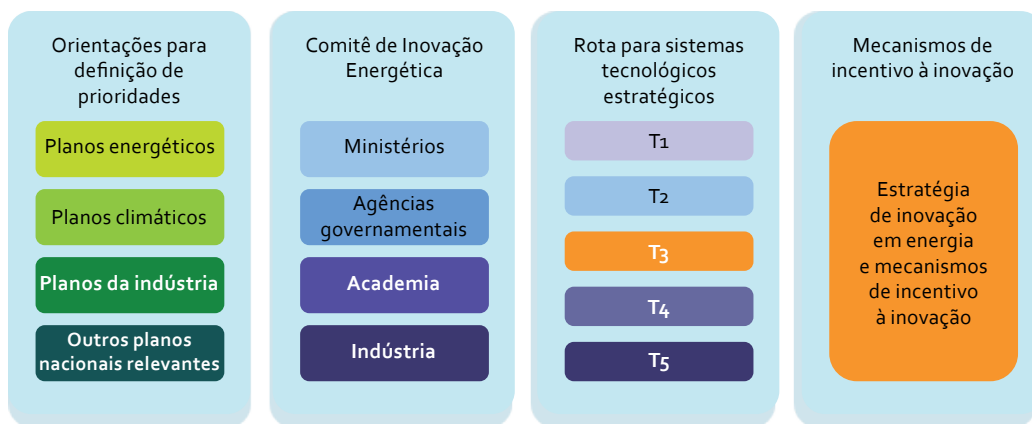 Orientações para
definição de
prioridades
Planos energéticos
Planos climáticos
Planos da indústria
Outros planos
nacionais relevantes
Comitê de Inovação
Energética
Ministérios
Agências
governamentais
Academia
Indústria
Rota para sistemas
tecnológicos
estratégicos
T1
T2
T3
T4
T5
Mecanismos de
incentivo à inovação
Estratégia
de inovação
em energia
e mecanismos
de incentivo
à inovação